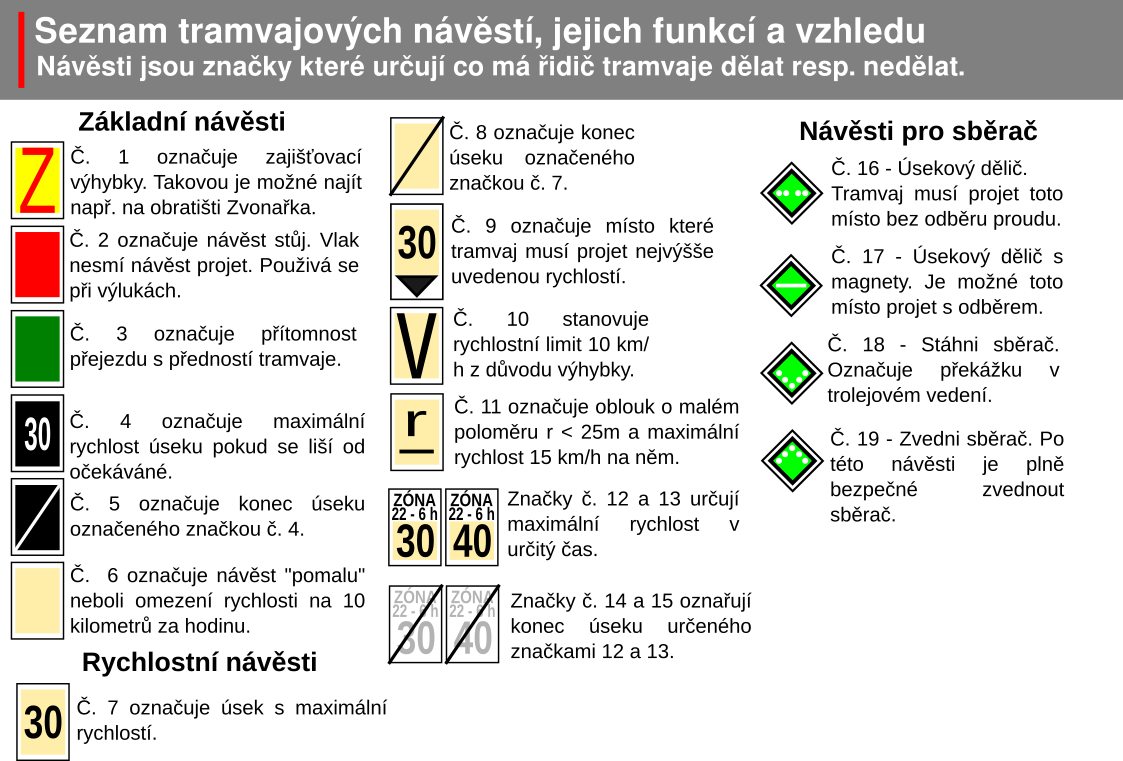 Seznam tramvajových návěstí, jejich funkcí a vzhledu
Návěsti jsou značky které určují co má řidič tramvaje dělat resp. nedělat.
Základní návěsti
Z
Č. 1 označuje zajišťovací
výhybky. Takovou je možné najít
např. na obratišti Zvonařka.
Č. 2 označuje návěst stůj. Vlak
nesmí návěst projet. Použivá se
při výlukách.
Č. 3 označuje přítomnost
přejezdu s předností tramvaje.
30
Č. 4 označuje maximální
rychlost úseku pokud se liší od
očekáváné.
Č. 5 označuje konec úseku
označeného značkou č. 4.
Č. 6 označuje návěst "pomalu"
neboli omezení rychlosti na 10
kilometrů za hodinu.
Rychlostní návěsti
30
Č. 7 označuje úsek s maximální
rychlostí.
Č. 8 označuje konec
úseku označeného
značkou č. 7.
30
Č. 9 označuje místo které
tramvaj musí projet nejvýšše
uvedenou rychlostí.
V
Č. 10 stanovuje
rychlostní limit 10 km/
h z důvodu výhybky.
r
Č. 11 označuje oblouk o malém
poloměru r < 25m a maximální
rychlost 15 km/h na něm.
ZÓNA ZÓNA
22 - 6 h 22 - 6 h
30 40
Značky č. 12 a 13 určují
maximální rychlost v
určitý čas.
ZÓNA ZÓNA
22 - 6 h 22 - 6 h
30 40
Značky č. 14 a 15 oznařují
konec úseku určeného
značkami 12 a 13.
Návěsti pro sběrač
Č. 16 - Úsekový dělič.
Tramvaj musí projet toto
místo bez odběru proudu.
Č. 17 - Úsekový dělič s
magnety. Je možné toto
místo projet s odběrem.
Č. 18 - Stáhni sběrač.
Označuje překážku v
trolejovém vedení.
Č. 19 - Zvedni sběrač. Po
této návěsti je plně
bezpečné zvednout
sběrač.